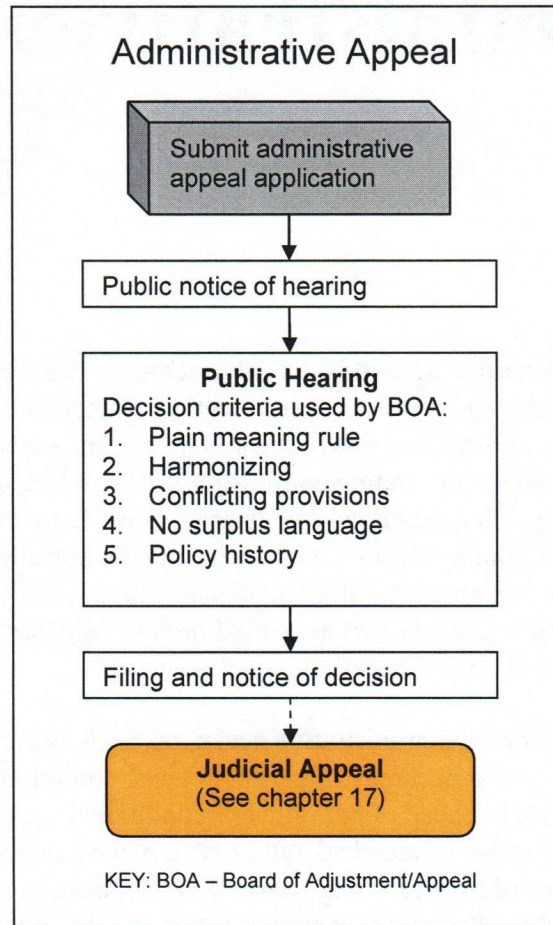 Administrative Appeal
Submit administrative
appeal application
Public notice of hearing
Public Hearing
Decision criteria used by BOA:
1. Plain meaning rule
2. Harmonizing
3. Conflicting provisions
4. No surplus language
5. Policy history
Filing and notice of decision
Judicial Appeal
(See chapter 17)
KEY: BOA – Board of Adjustment/Appeal